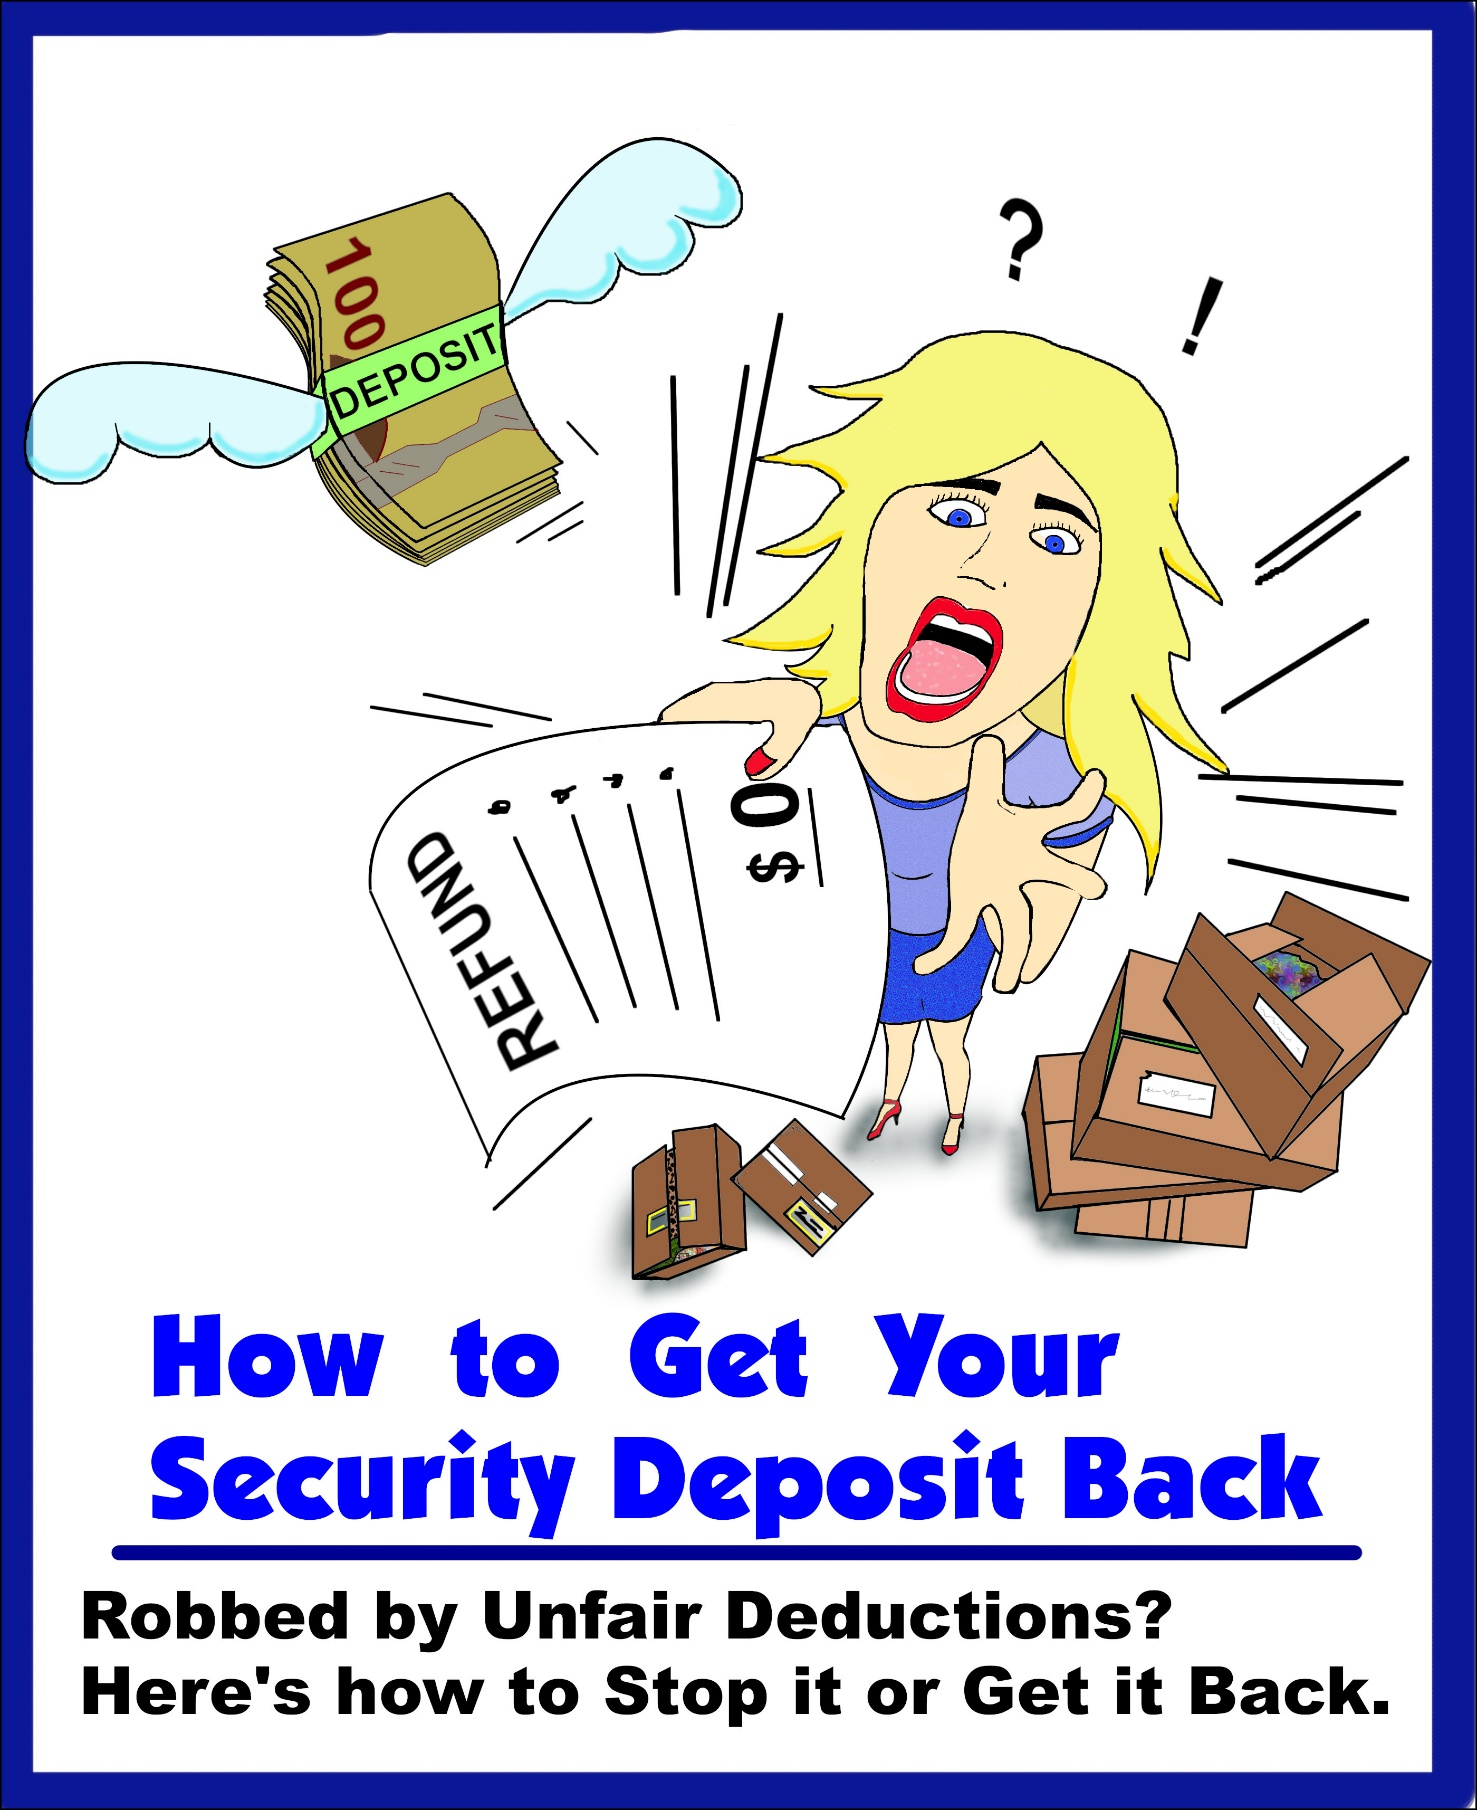 100
DEPOSIT
?
!
REFUND
$ 0
How to Get Your
Security Deposit Back
Robbed by Unfair Deductions?
Here's how to Stop it or Get it Back.